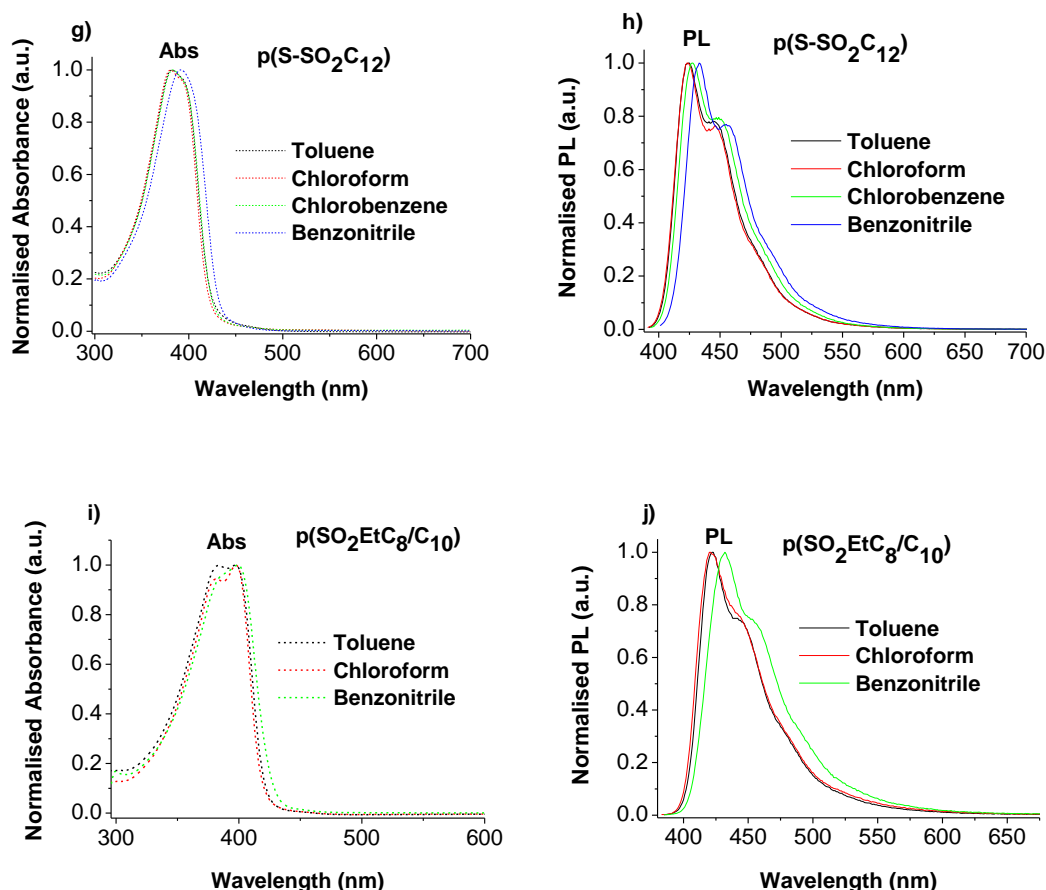 g)
Abs
p(S-SO₂C₁₂)
Normalised Absorbance (a.u.)
1.0
0.8
0.6
0.4
0.2
0.0
Toluene
Chloroform
Chlorobenzene
Benzonitrile
300 400 500 600 700
Wavelength (nm)
h)
PL
p(S-SO₂C₁₂)
Normalised PL (a.u.)
1.0
0.8
0.6
0.4
0.2
0.0
Toluene
Chloroform
Chlorobenzene
Benzonitrile
400 450 500 550 600 650 700
Wavelength (nm)
i)
Abs
p(SO₂EtC₈/C₁₀)
Normalised Absorbance (a.u.)
1.0
0.8
0.6
0.4
0.2
0.0
Toluene
Chloroform
Benzonitrile
300 400 500 600
Wavelength (nm)
j)
PL
p(SO₂EtC₈/C₁₀)
Normalised PL (a.u.)
1.0
0.8
0.6
0.4
0.2
0.0
Toluene
Chloroform
Benzonitrile
400 450 500 550 600 650
Wavelength (nm)